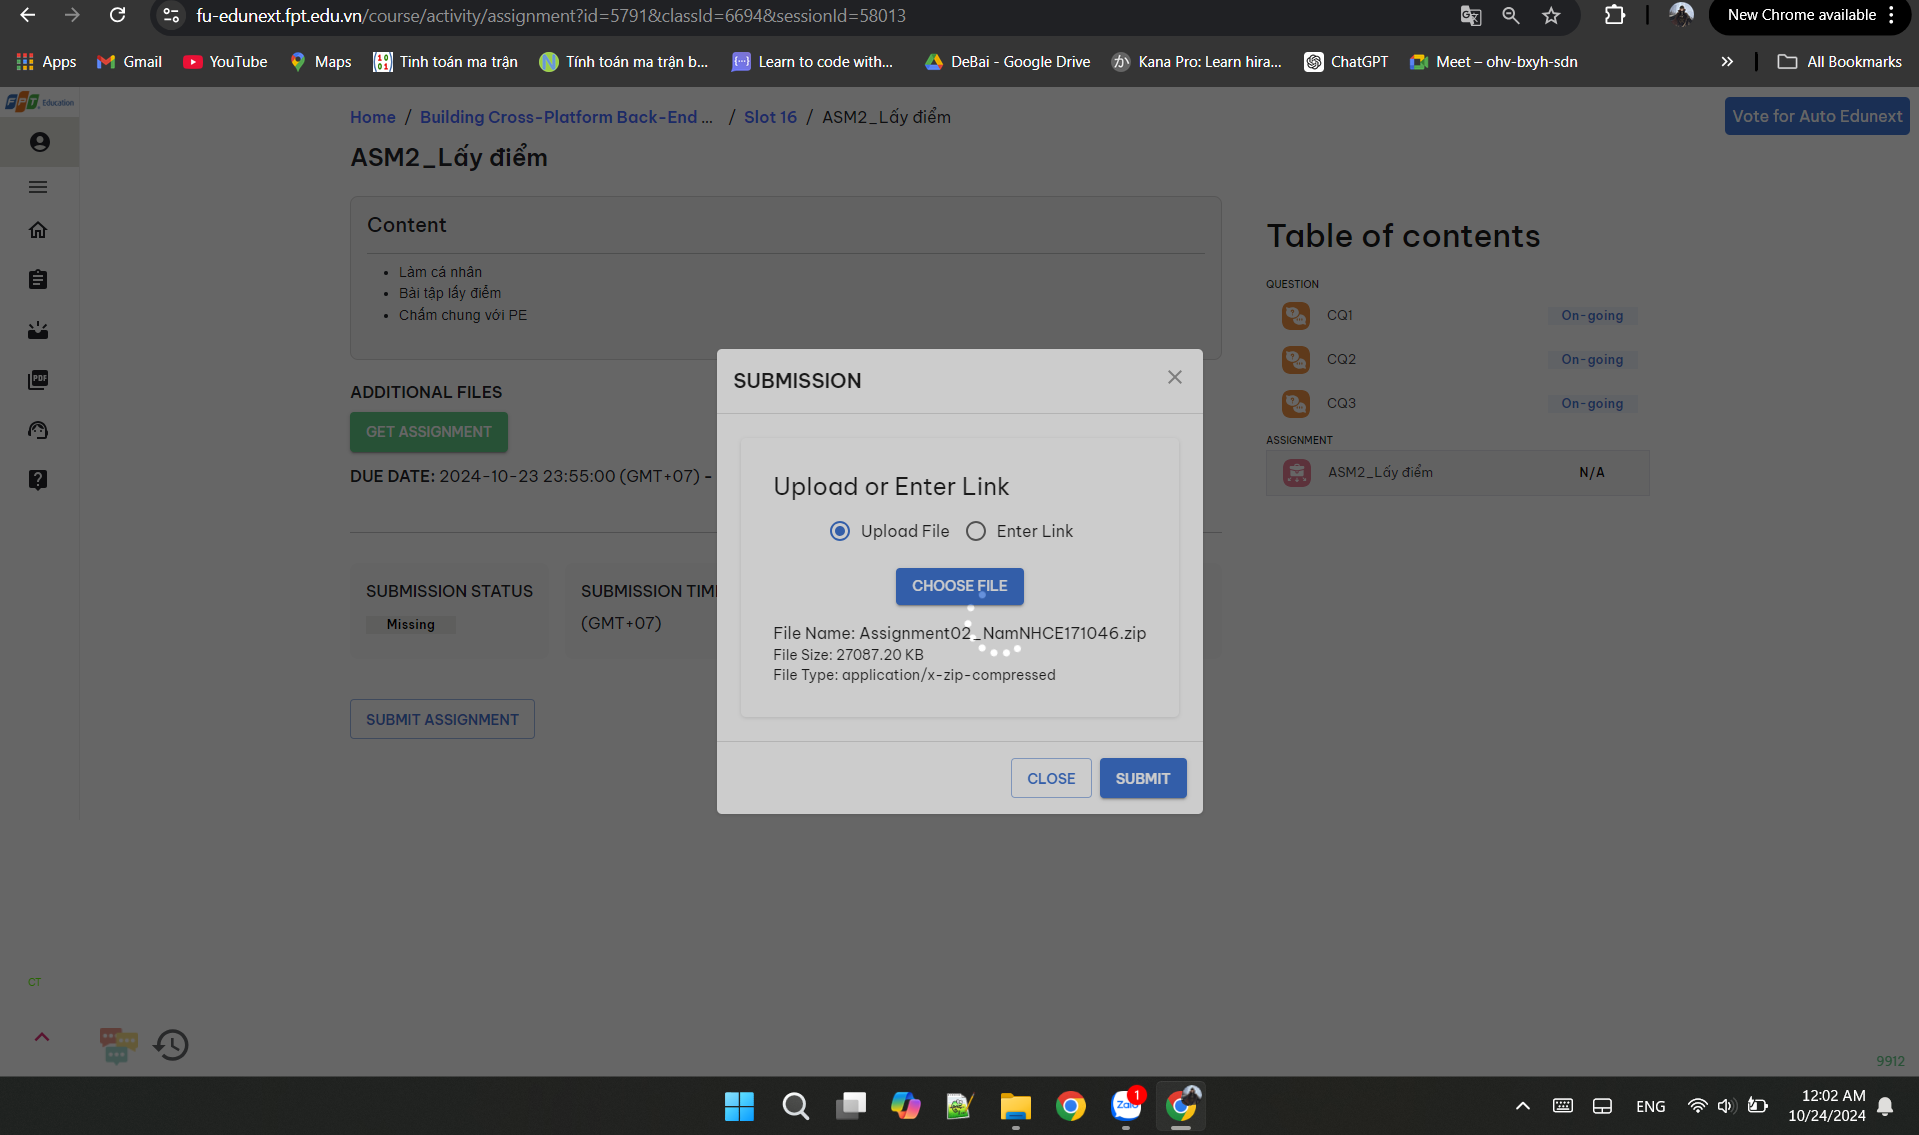 fu-edunext.fpt.edu.vn/course/activity/assignment?id=5791&classId=6694&sessionId=58013
New Chrome available
Apps Gmail YouTube Maps Tinh toán ma trận Tính toán ma trận b... Learn to code with... DeBai - Google Drive Kana Pro: Learn hira... ChatGPT Meet – ohv-bxyh-sdn » All Bookmarks
FPT Education
Home / Building Cross-Platform Back-End ... / Slot 16 / ASM2_Lấy điểm
Vote for Auto Edunext
ASM2_Lấy điểm
Content
Làm cá nhân
Bài tập lấy điểm
Chấm chung với PE
ADDITIONAL FILES
GET ASSIGNMENT
DUE DATE: 2024-10-23 23:55:00 (GMT+07) -
SUBMISSION STATUS
Missing
SUBMISSION TIM
(GMT+07)
SUBMIT ASSIGNMENT
SUBMISSION
Upload or Enter Link
Upload File Enter Link
CHOOSE FILE
File Name: Assignment02_NamNHCE171046.zip
File Size: 27087.20 KB
File Type: application/x-zip-compressed
CLOSE SUBMIT
Table of contents
QUESTION
CQ1 On-going
CQ2 On-going
CQ3 On-going
ASSIGNMENT
ASM2_Lấy điểm N/A
PDF
CT
9912
Zalo 1
ENG
12:02 AM
10/24/2024